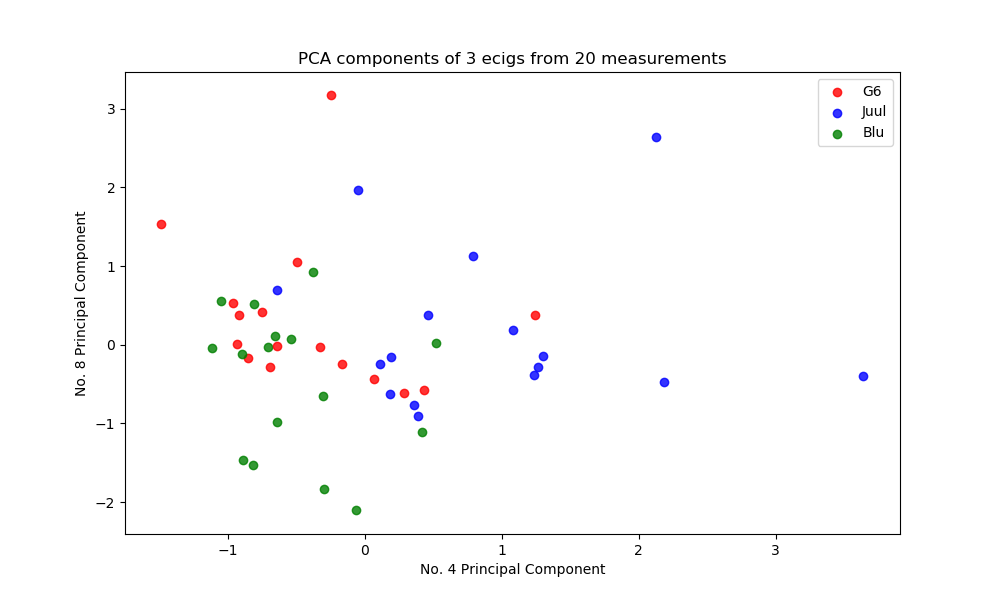 PCA components of 3 ecigs from 20 measurements
G6
Juul
Blu
3
2
1
0
−1
−2
No. 8 Principal Component
−1 0 1 2 3
No. 4 Principal Component